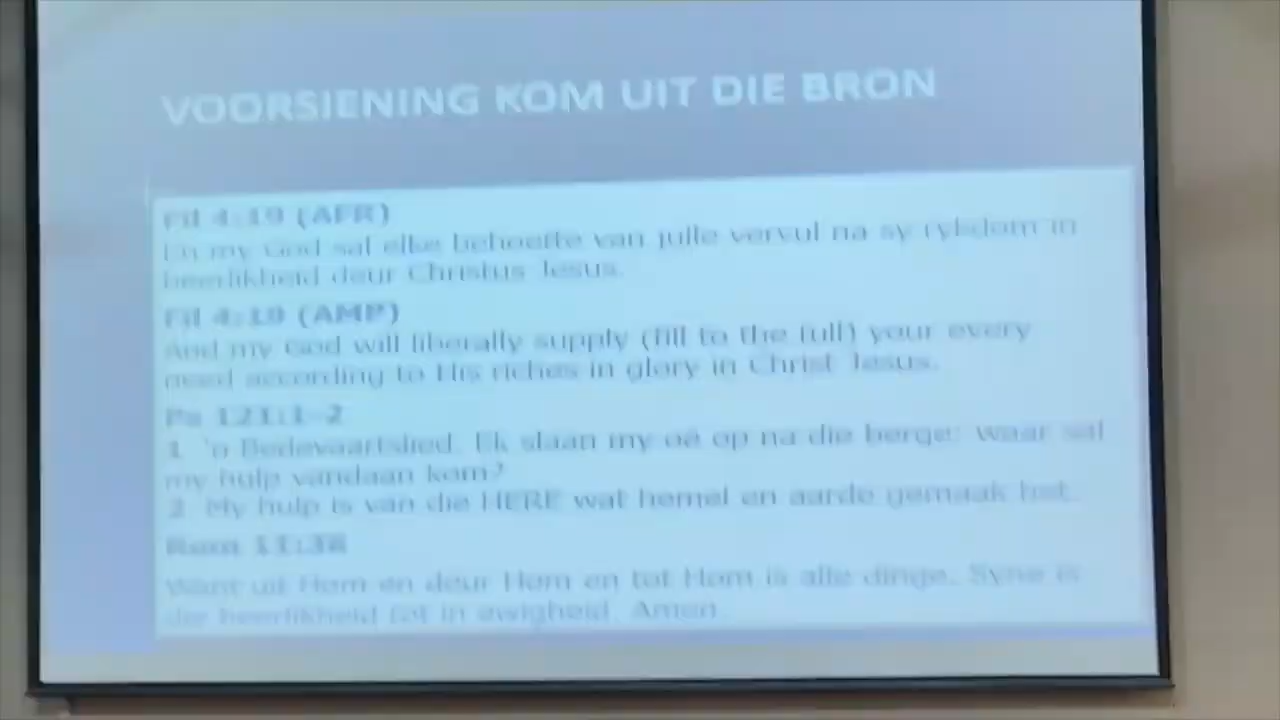 VOORSIENING KOM UIT DIE BRON
Fil 4:19 (AFR)
En my God sal elke behoefte van julle vervul na sy rykdom in
heerlikheid deur Christus Jesus.
Fil 4:19 (AMP)
And my God will liberally supply (fill to the full) your every
need according to His riches in glory in Christ Jesus.
Ps 121:1-2
1 'n Bedevaartslied. Ek slaan my oë op na die berge: waar sal
my hulp vandaan kom?
2 My hulp is van die HERE wat hemel en aarde gemaak het.
Rom 11:36
Want uit Hom en deur Hom en tot Hom is alle dinge. Syne is
die heerlikheid tot in ewigheid. Amen